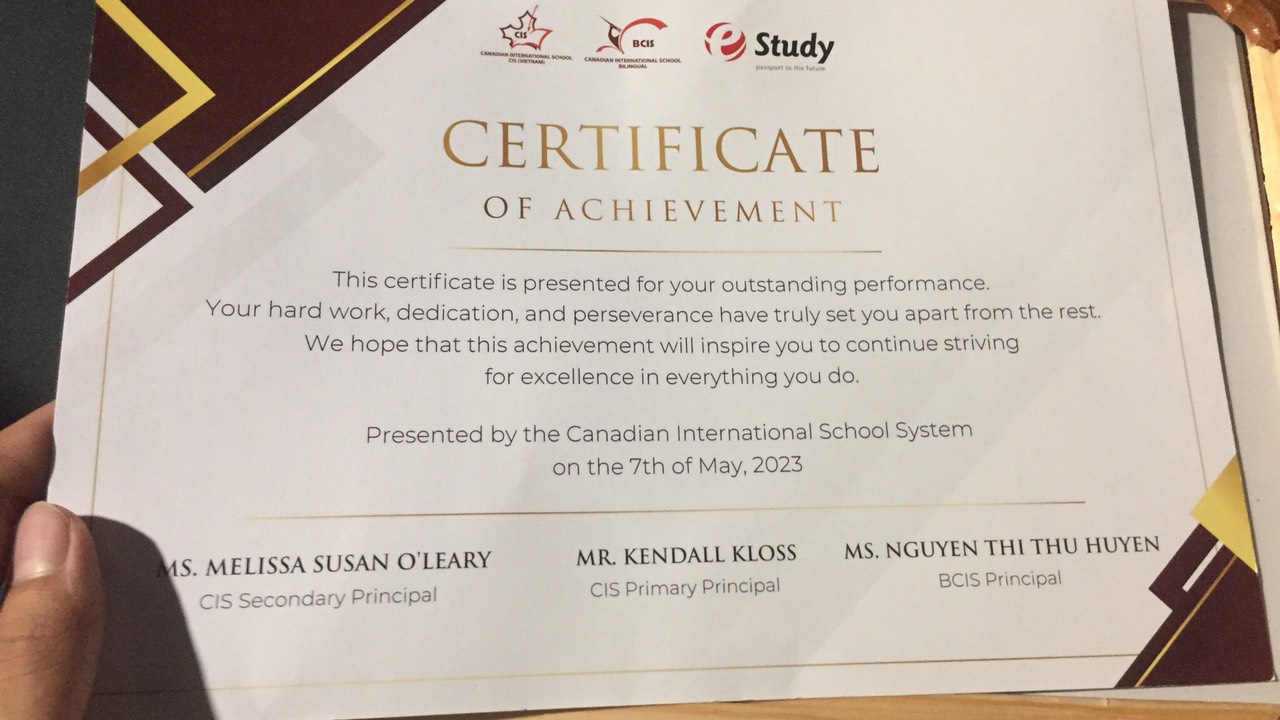 CIS
CANADIAN INTERNATIONAL SCHOOL
CIS (VIETNAM)
BCIS
CANADIAN INTERNATIONAL SCHOOL
BILINGUAL
Study
passport to the future
CERTIFICATE
OF ACHIEVEMENT
This certificate is presented for your outstanding performance.
Your hard work, dedication, and perseverance have truly set you apart from the rest.
We hope that this achievement will inspire you to continue striving
for excellence in everything you do.
Presented by the Canadian International School System
on the 7th of May, 2023
MS. MELISSA SUSAN O'LEARY
CIS Secondary Principal
MR. KENDALL KLOSS
CIS Primary Principal
MS. NGUYEN THI THU HUYEN
BCIS Principal